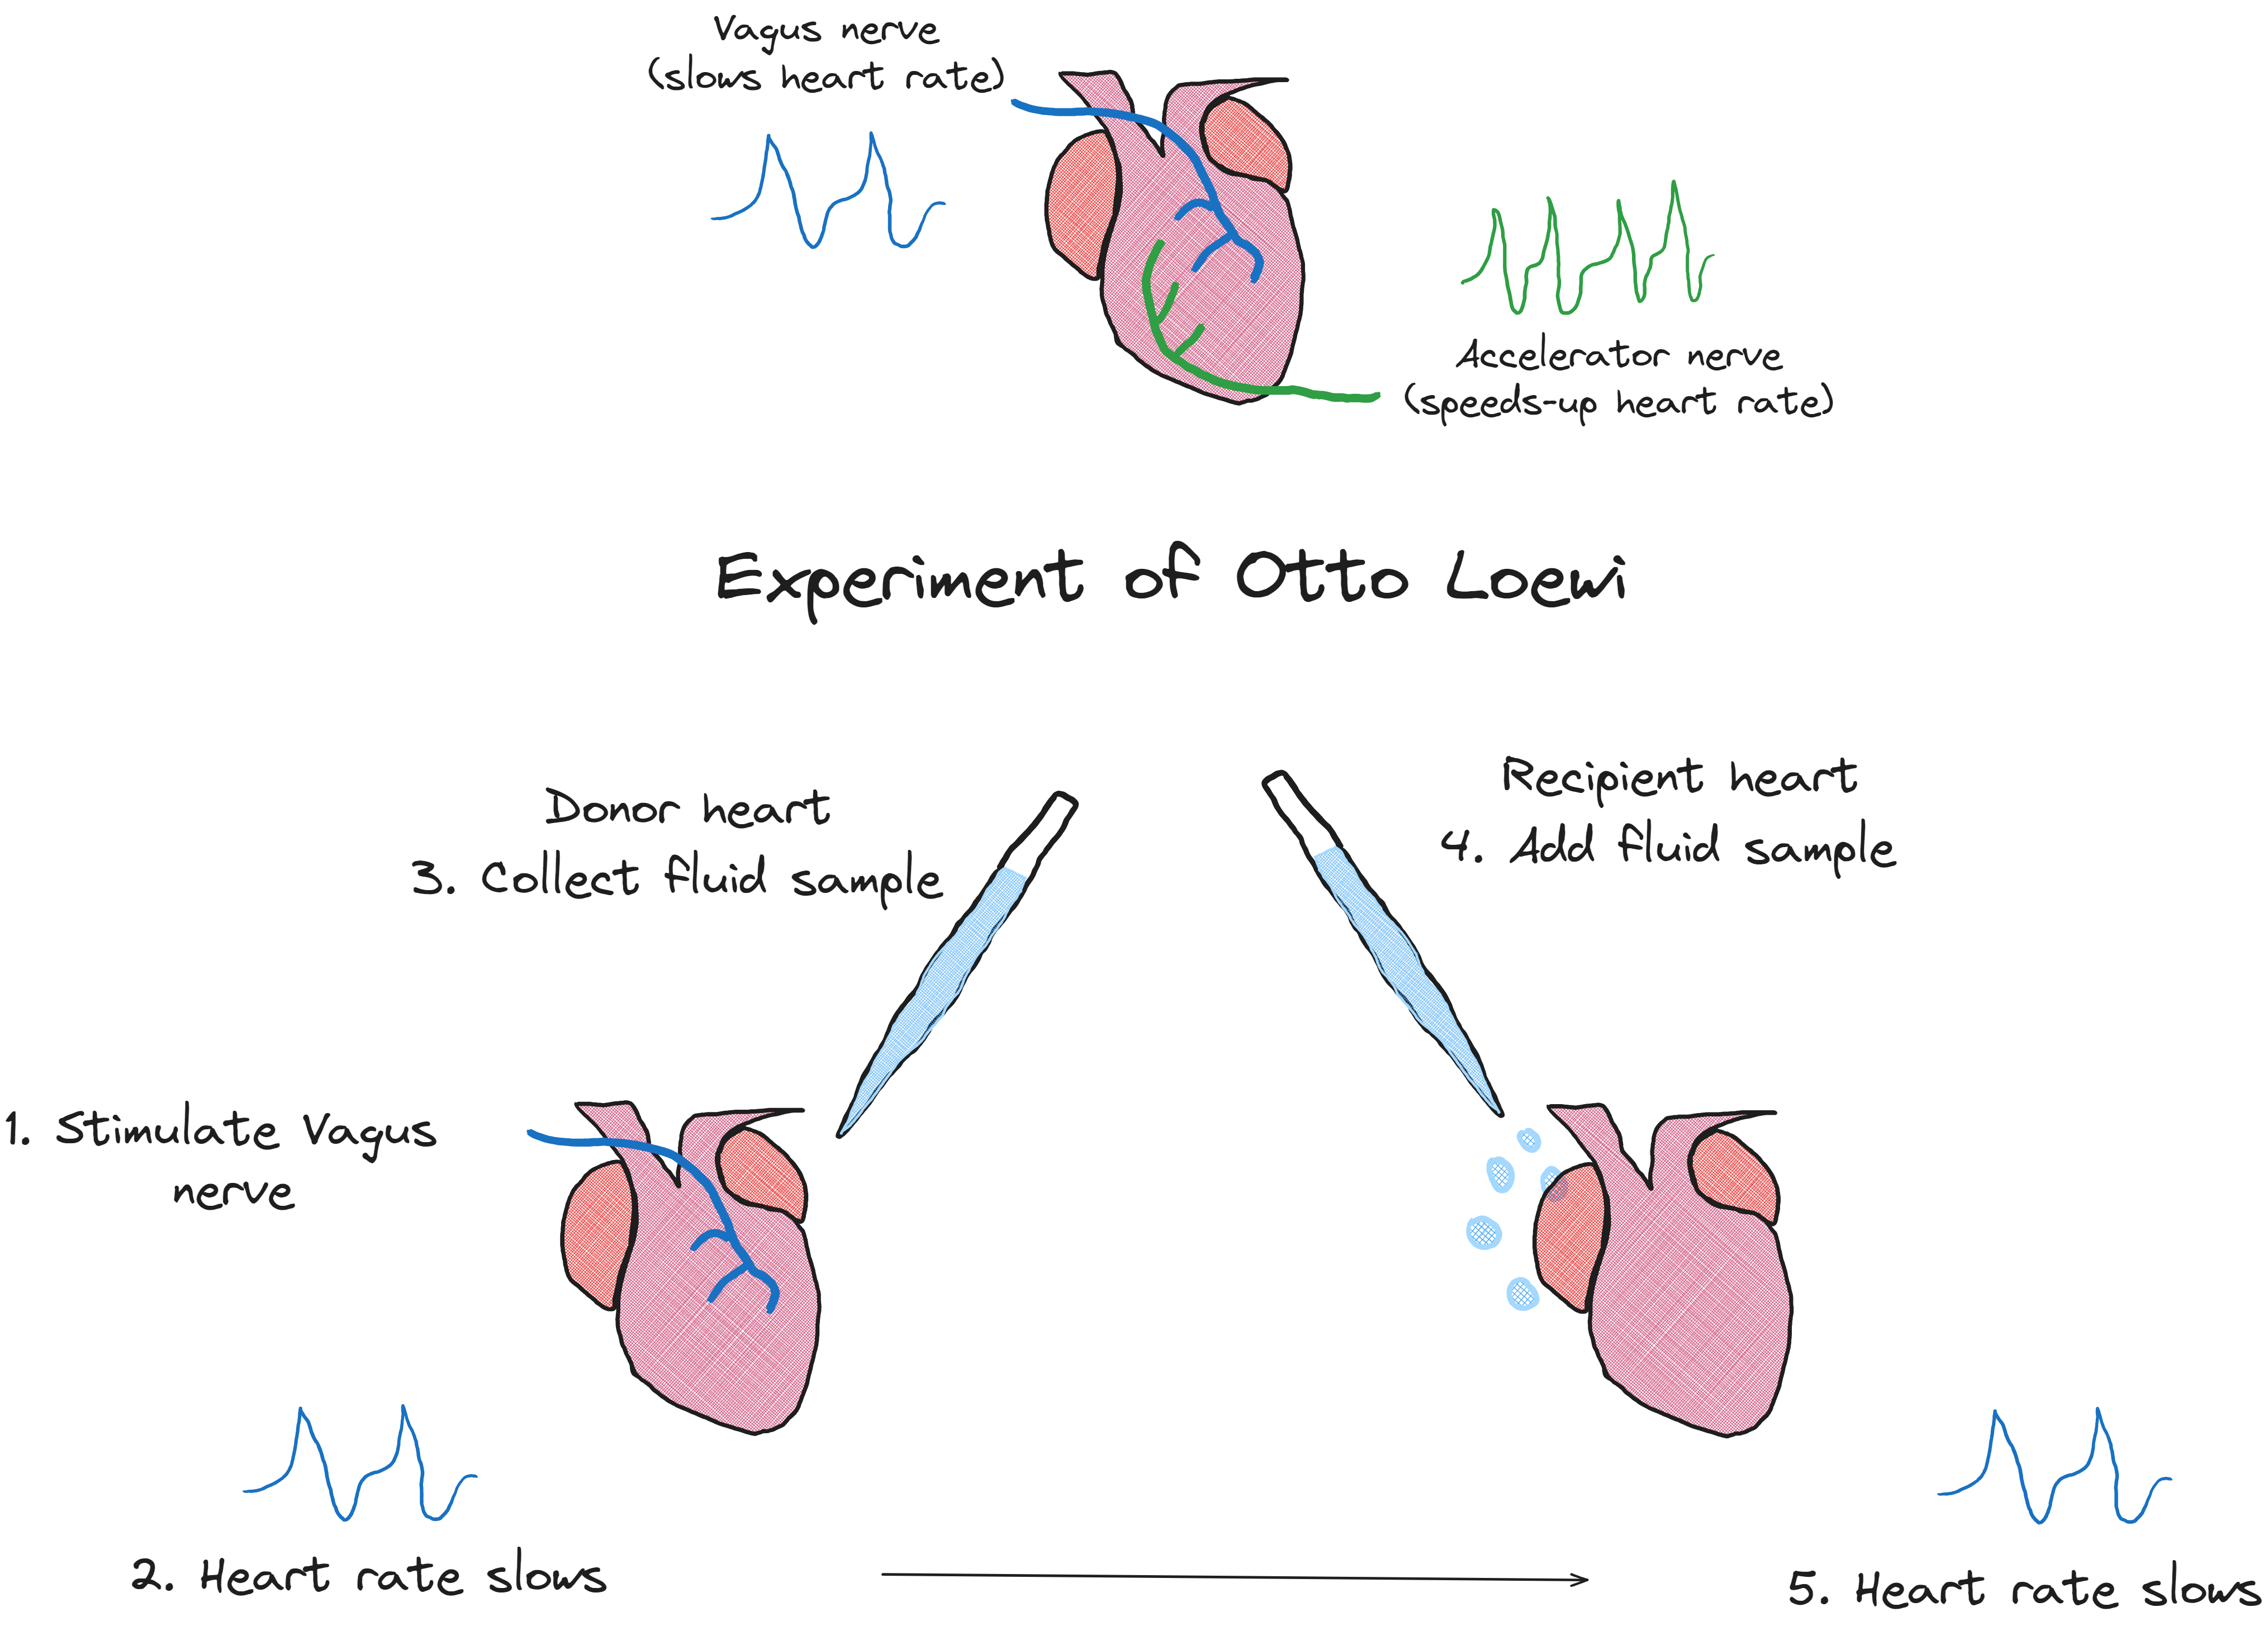 Vagus nerve
(slows heart rate)
Accelerator nerve
(speeds-up heart rate)
Experiment of Otto Loewi
Donor heart
3. Collect fluid sample
Recipient heart
4. Add fluid sample
1. Stimulate Vagus
nerve
2. Heart rate slows
5. Heart rate slows